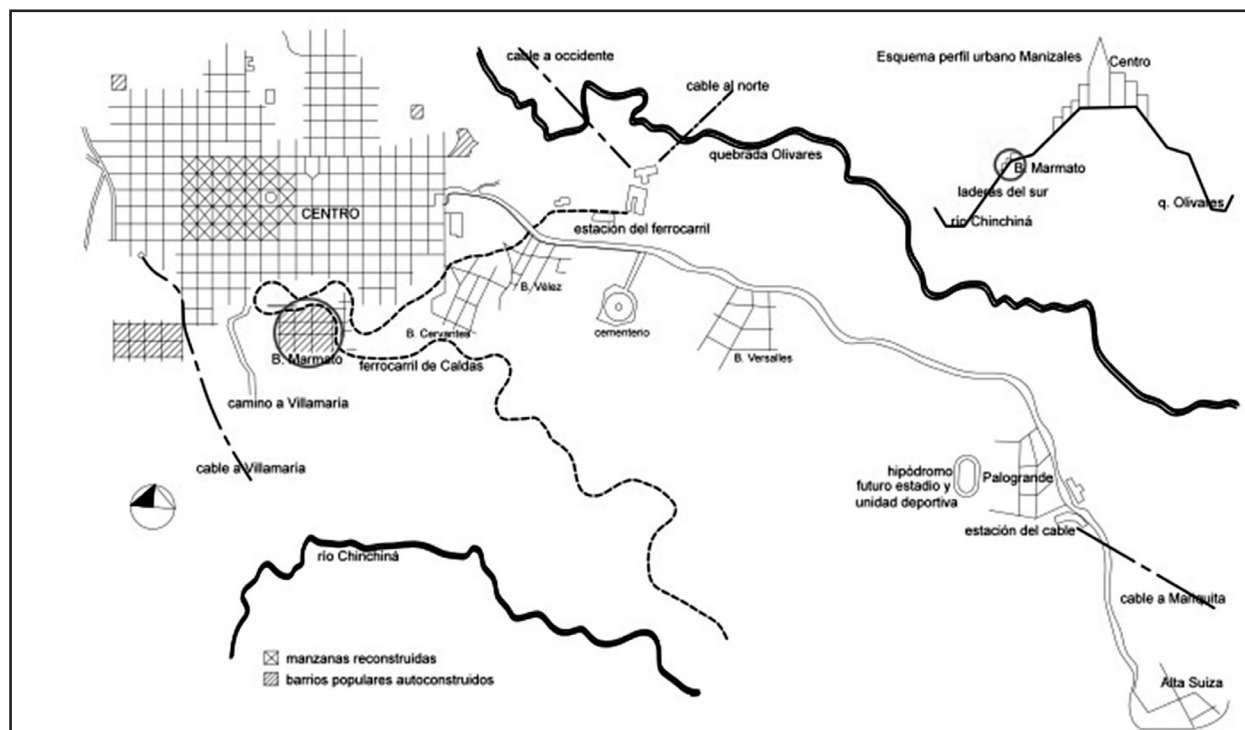 cable a occidente
cable al norte
quebrada Olivares
Esquema perfil urbano Manizales
Centro
B. Marmato
laderas del sur
río Chinchiná
q. Olivares
CENTRO
estación del ferrocarril
B. Vélez
B. Cervantes
cementerio
B. Versalles
B. Marmato
ferrocarril de Caldas
camino a Villamaría
cable a Villamaría
hipódromo
futuro estadio y
unidad deportiva
Palogrande
estación del cable
cable a Mariquita
Alta Suiza
río Chinchiná
manzanas reconstruidas
barrios populares autoconstruidos